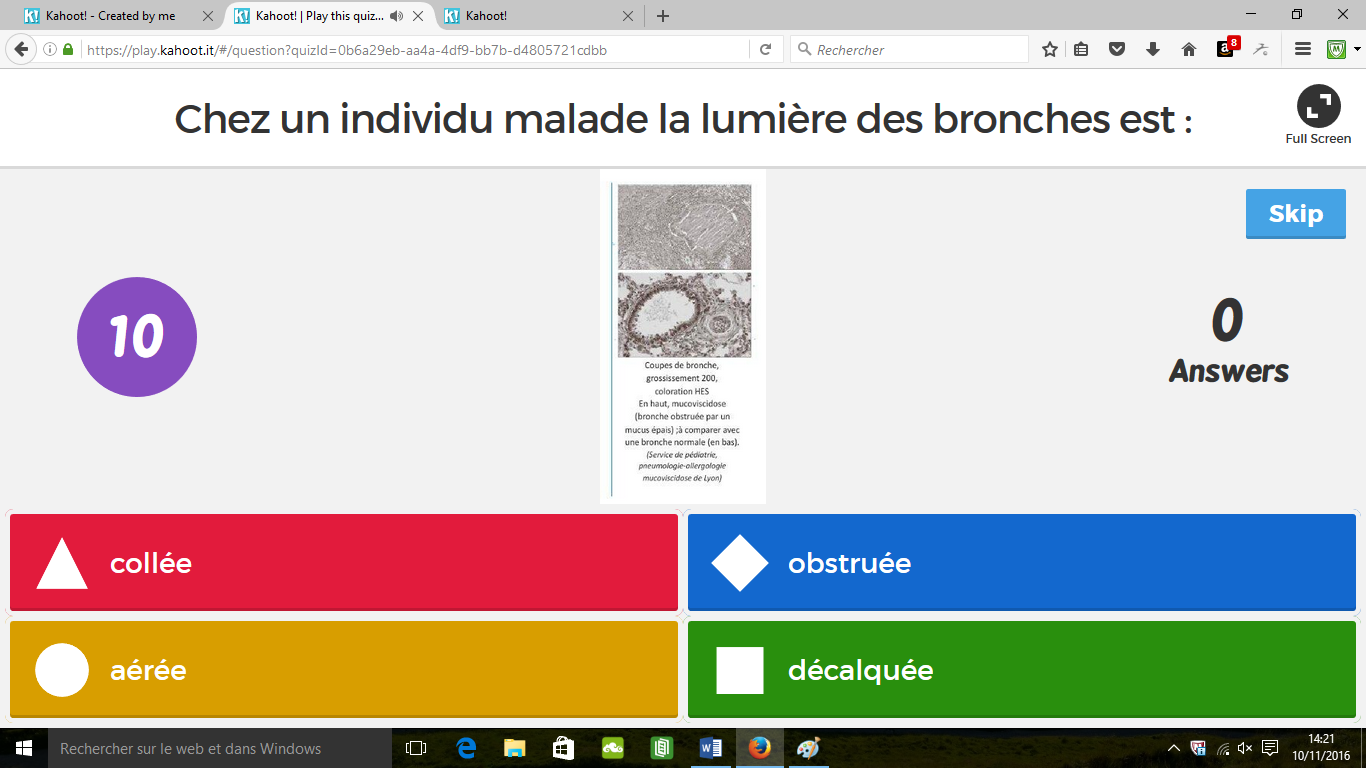 Kahoot! - Created by me
Kahoot! | Play this quiz...
Kahoot!
https://play.kahoot.it/#/question?quizId=0b6a29eb-aa4a-4df9-bb7b-d4805721cdbb
Rechercher
8
Chez un individu malade la lumière des bronches est :
Full Screen
Skip
10
0
Answers
Coupes de bronche,
grossissement 200,
coloration HES
En haut, mucoviscidose
(bronche obstruée par un
mucus épais) ;à comparer avec
une bronche normale (en bas).
(Service de pédiatrie,
pneumologie-allergologie
mucoviscidose de Lyon)
collée
obstruée
aérée
décalquée
Rechercher sur le web et dans Windows
14:21
10/11/2016